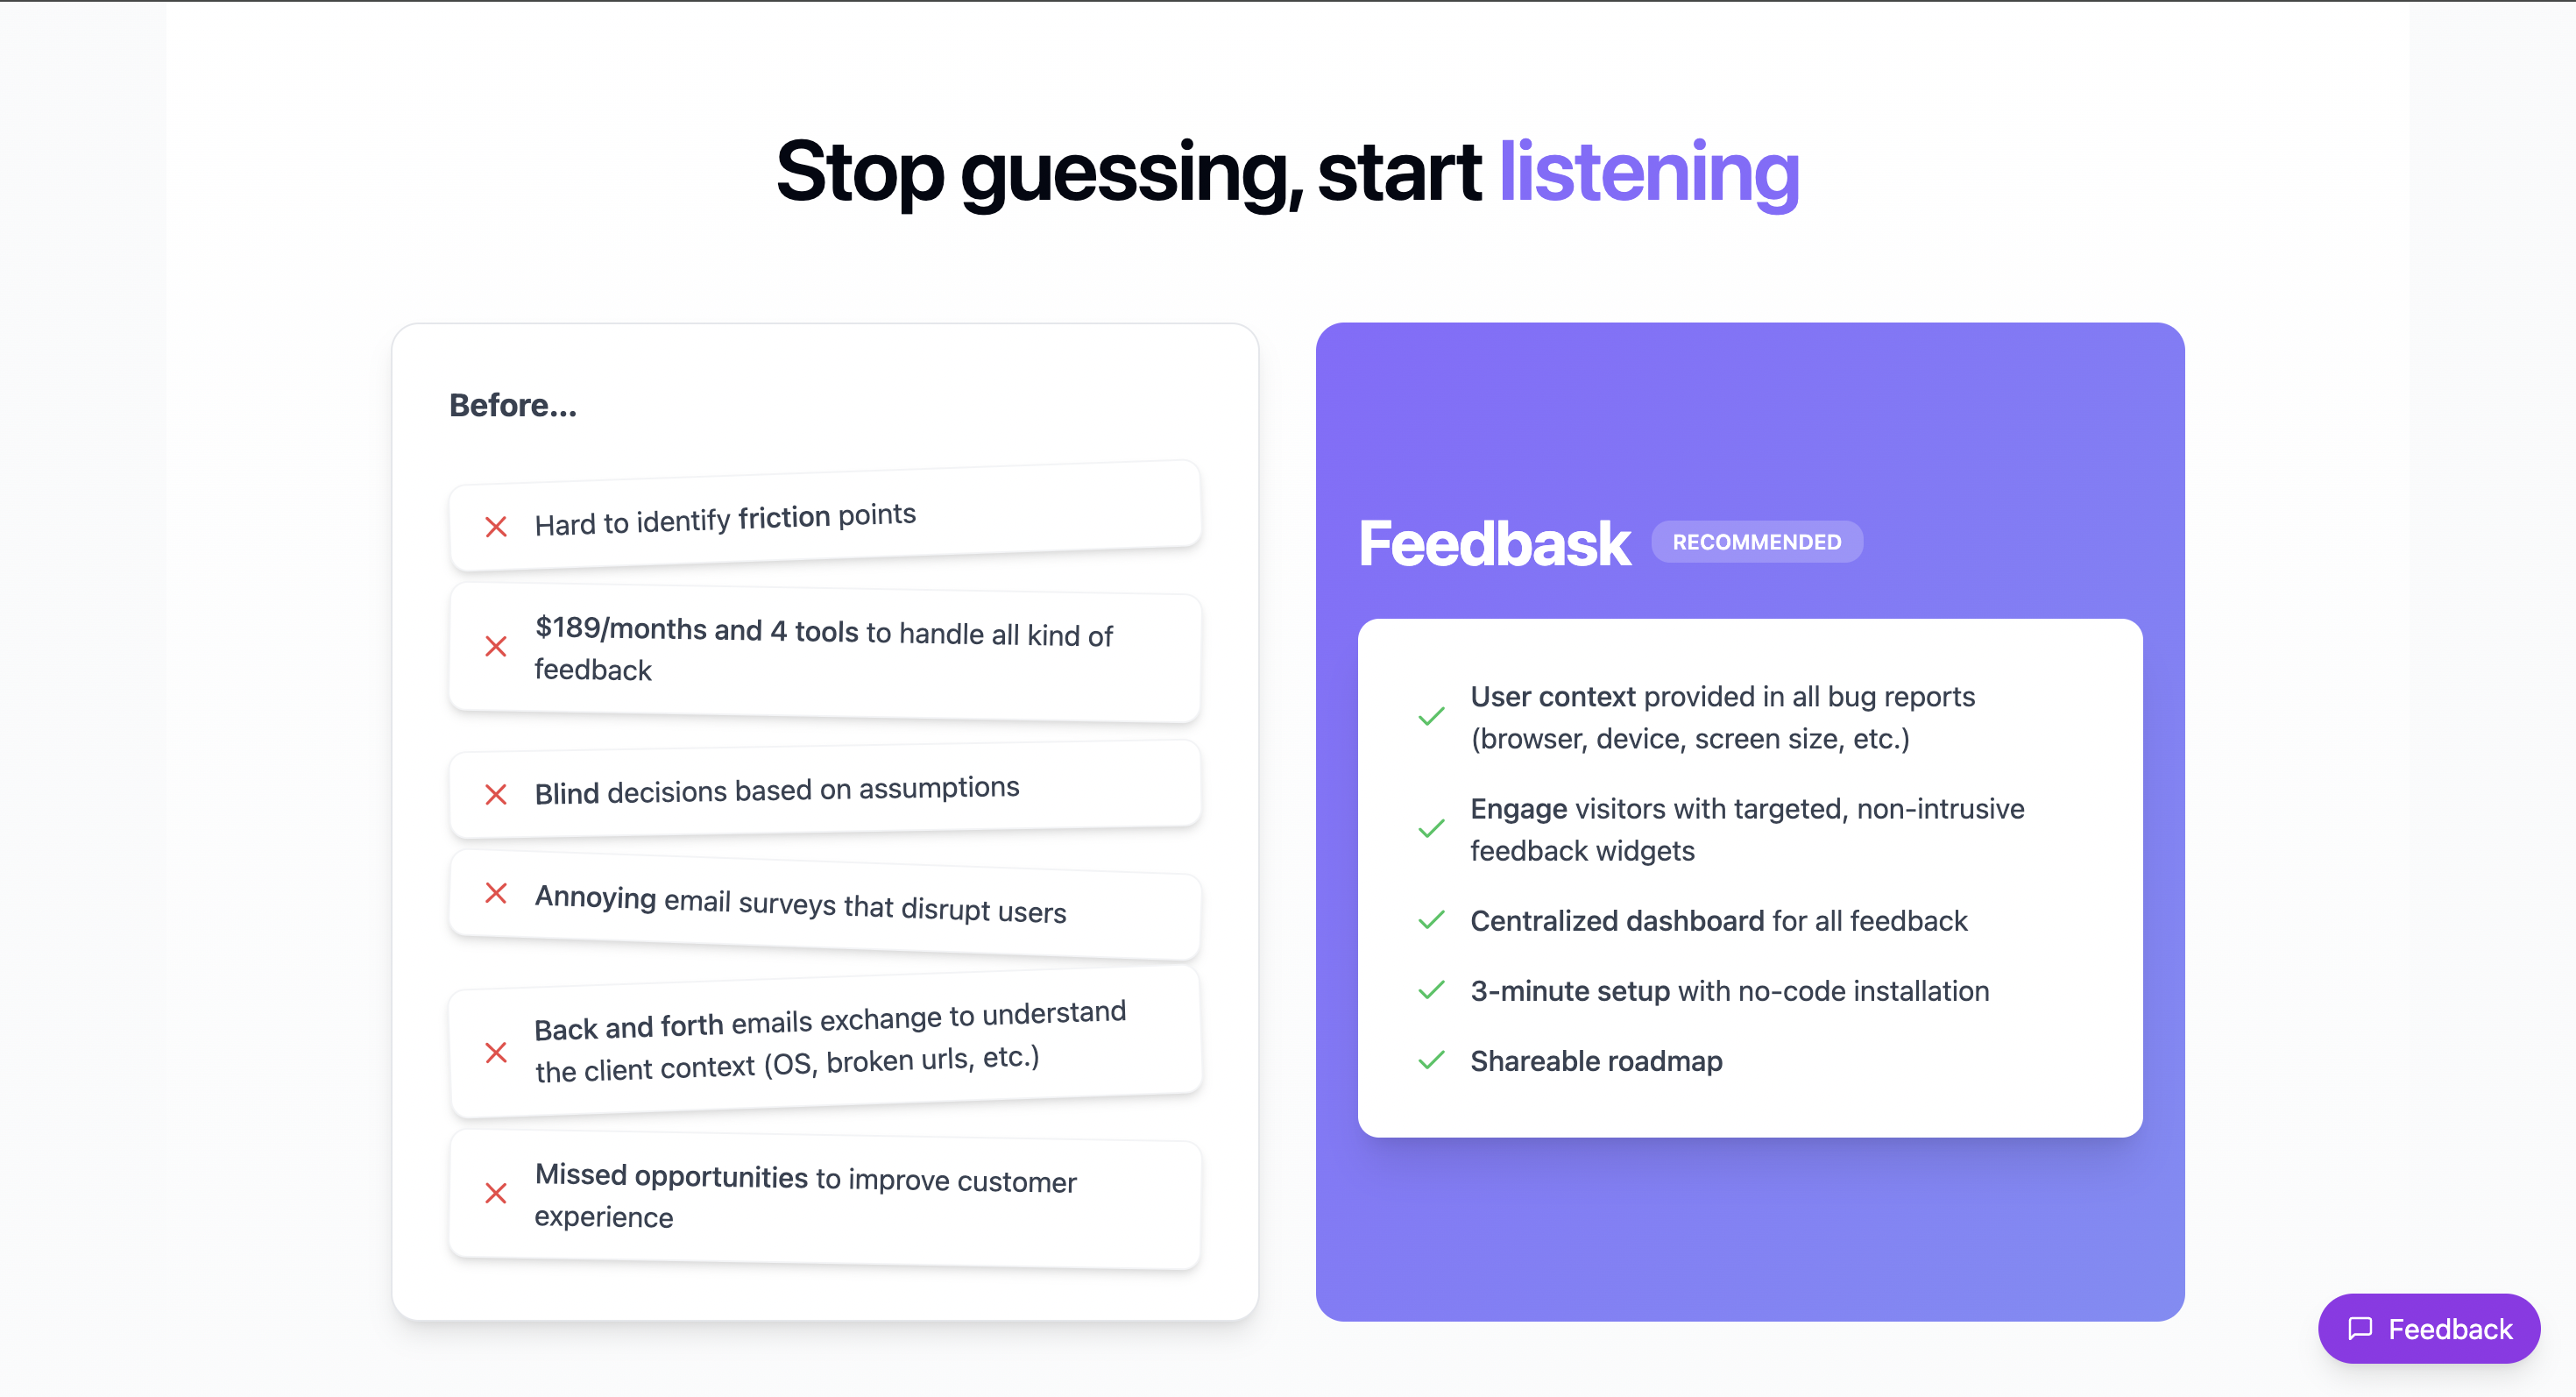 Stop guessing, start listening
Before...
Hard to identify friction points
$189/months and 4 tools to handle all kind of
feedback
Blind decisions based on assumptions
Annoying email surveys that disrupt users
Back and forth emails exchange to understand
the client context (OS, broken urls, etc.)
Missed opportunities to improve customer
experience
Feedbask
RECOMMENDED
User context provided in all bug reports
(browser, device, screen size, etc.)
Engage visitors with targeted, non-intrusive
feedback widgets
Centralized dashboard for all feedback
3-minute setup with no-code installation
Shareable roadmap
Feedback